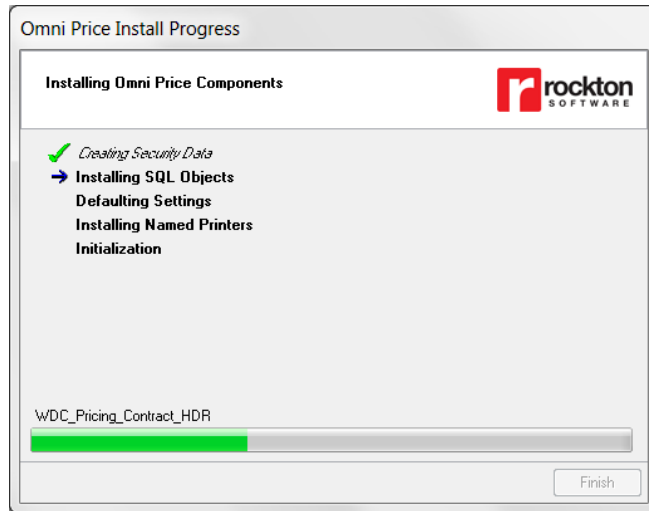 Omni Price Install Progress
Installing Omni Price Components
rockton
SOFTWARE
Creating Security Data
Installing SQL Objects
Defaulting Settings
Installing Named Printers
Initialization
WDC_Pricing_Contract_HDR
Finish